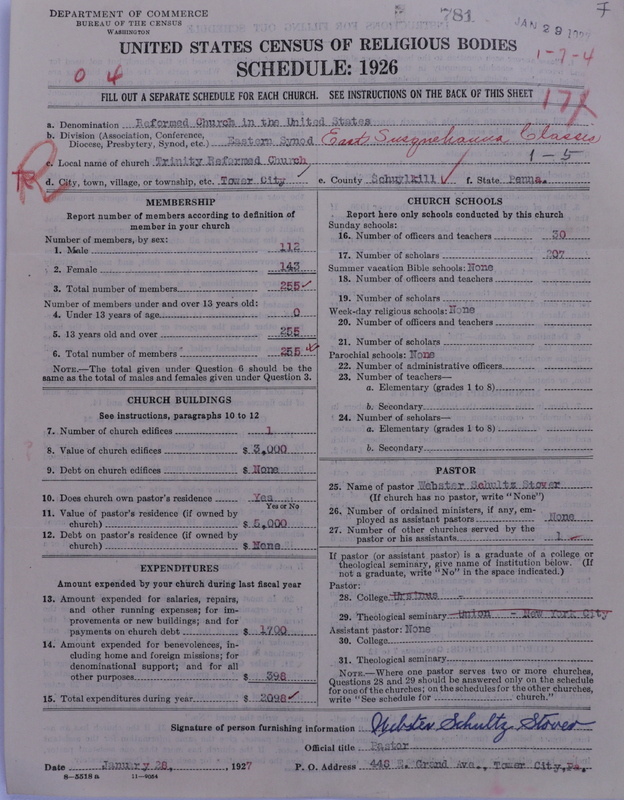 DEPARTMENT OF COMMERCE
BUREAU OF THE CENSUS
WASHINGTON
781
JAN 29 1927
UNITED STATES CENSUS OF RELIGIOUS BODIES
1-7-4
SCHEDULE: 1926
0 4
FILL OUT A SEPARATE SCHEDULE FOR EACH CHURCH. SEE INSTRUCTIONS ON THE BACK OF THIS SHEET
a. Denomination Reformed Church in the United States
b. Division (Association, Conference, Diocese, Presbytery, Synod, etc.) Eastern Synod East Susquehanna Classes
c. Local name of church Trinity Reformed Church
1-5
d. City, town, village, or township, etc. Tower City e. County Schuylkill f. State Penna.
MEMBERSHIP
Report number of members according to definition of
member in your church
Number of members, by sex:
1. Male 112
2. Female 143
3. Total number of members 255
Number of members under and over 13 years old:
4. Under 13 years of age 0
5. 13 years old and over 255
6. Total number of members 255
NOTE.—The total given under Question 6 should be the
same as the total of males and females given under Question 3.
CHURCH BUILDINGS
See instructions, paragraphs 10 to 12
7. Number of church edifices 1
8. Value of church edifices $ 3,000
9. Debt on church edifices $ None
10. Does church own pastor's residence Yes
Yes or No
11. Value of pastor's residence (if owned by
church) $ 5,000
12. Debt on pastor's residence (if owned by
church) $ None
EXPENDITURES
Amount expended by your church during last fiscal year
13. Amount expended for salaries, repairs,
and other running expenses; for im-
provements or new buildings; and for
payments on church debt $ 1700
14. Amount expended for benevolences, in-
cluding home and foreign missions; for
denominational support; and for all
other purposes $ 398
15. Total expenditures during year $ 2098
CHURCH SCHOOLS
Report here only schools conducted by this church
Sunday schools:
16. Number of officers and teachers 30
17. Number of scholars 207
Summer vacation Bible schools: None
18. Number of officers and teachers
19. Number of scholars
Week-day religious schools: None
20. Number of officers and teachers
21. Number of scholars
Parochial schools: None
22. Number of administrative officers
23. Number of teachers—
a. Elementary (grades 1 to 8)
b. Secondary
24. Number of scholars—
a. Elementary (grades 1 to 8)
b. Secondary
PASTOR
25. Name of pastor Webster Schultz Stover
(If church has no pastor, write "None")
26. Number of ordained ministers, if any, em-
ployed as assistant pastors None
27. Number of other churches served by the
pastor or his assistants 1
If pastor (or assistant pastor) is a graduate of a college or
theological seminary, give name of institution below. (If
not a graduate, write "No" in the space indicated.)
Pastor:
28. College Ursinus
29. Theological seminary Union - New York City
Assistant pastor: None
30. College
31. Theological seminary
NOTE.—Where one pastor serves two or more churches,
Questions 28 and 29 should be answered only on the schedule
for one of the churches; on the schedules for the other churches,
write "See schedule for ........ church."
Signature of person furnishing information Webster Schultz Stover
Official title Pastor
Date January 28, 1927 P. O. Address 448 E. Grand Ave., Tower City, Pa.
8—5518 a 11—9064